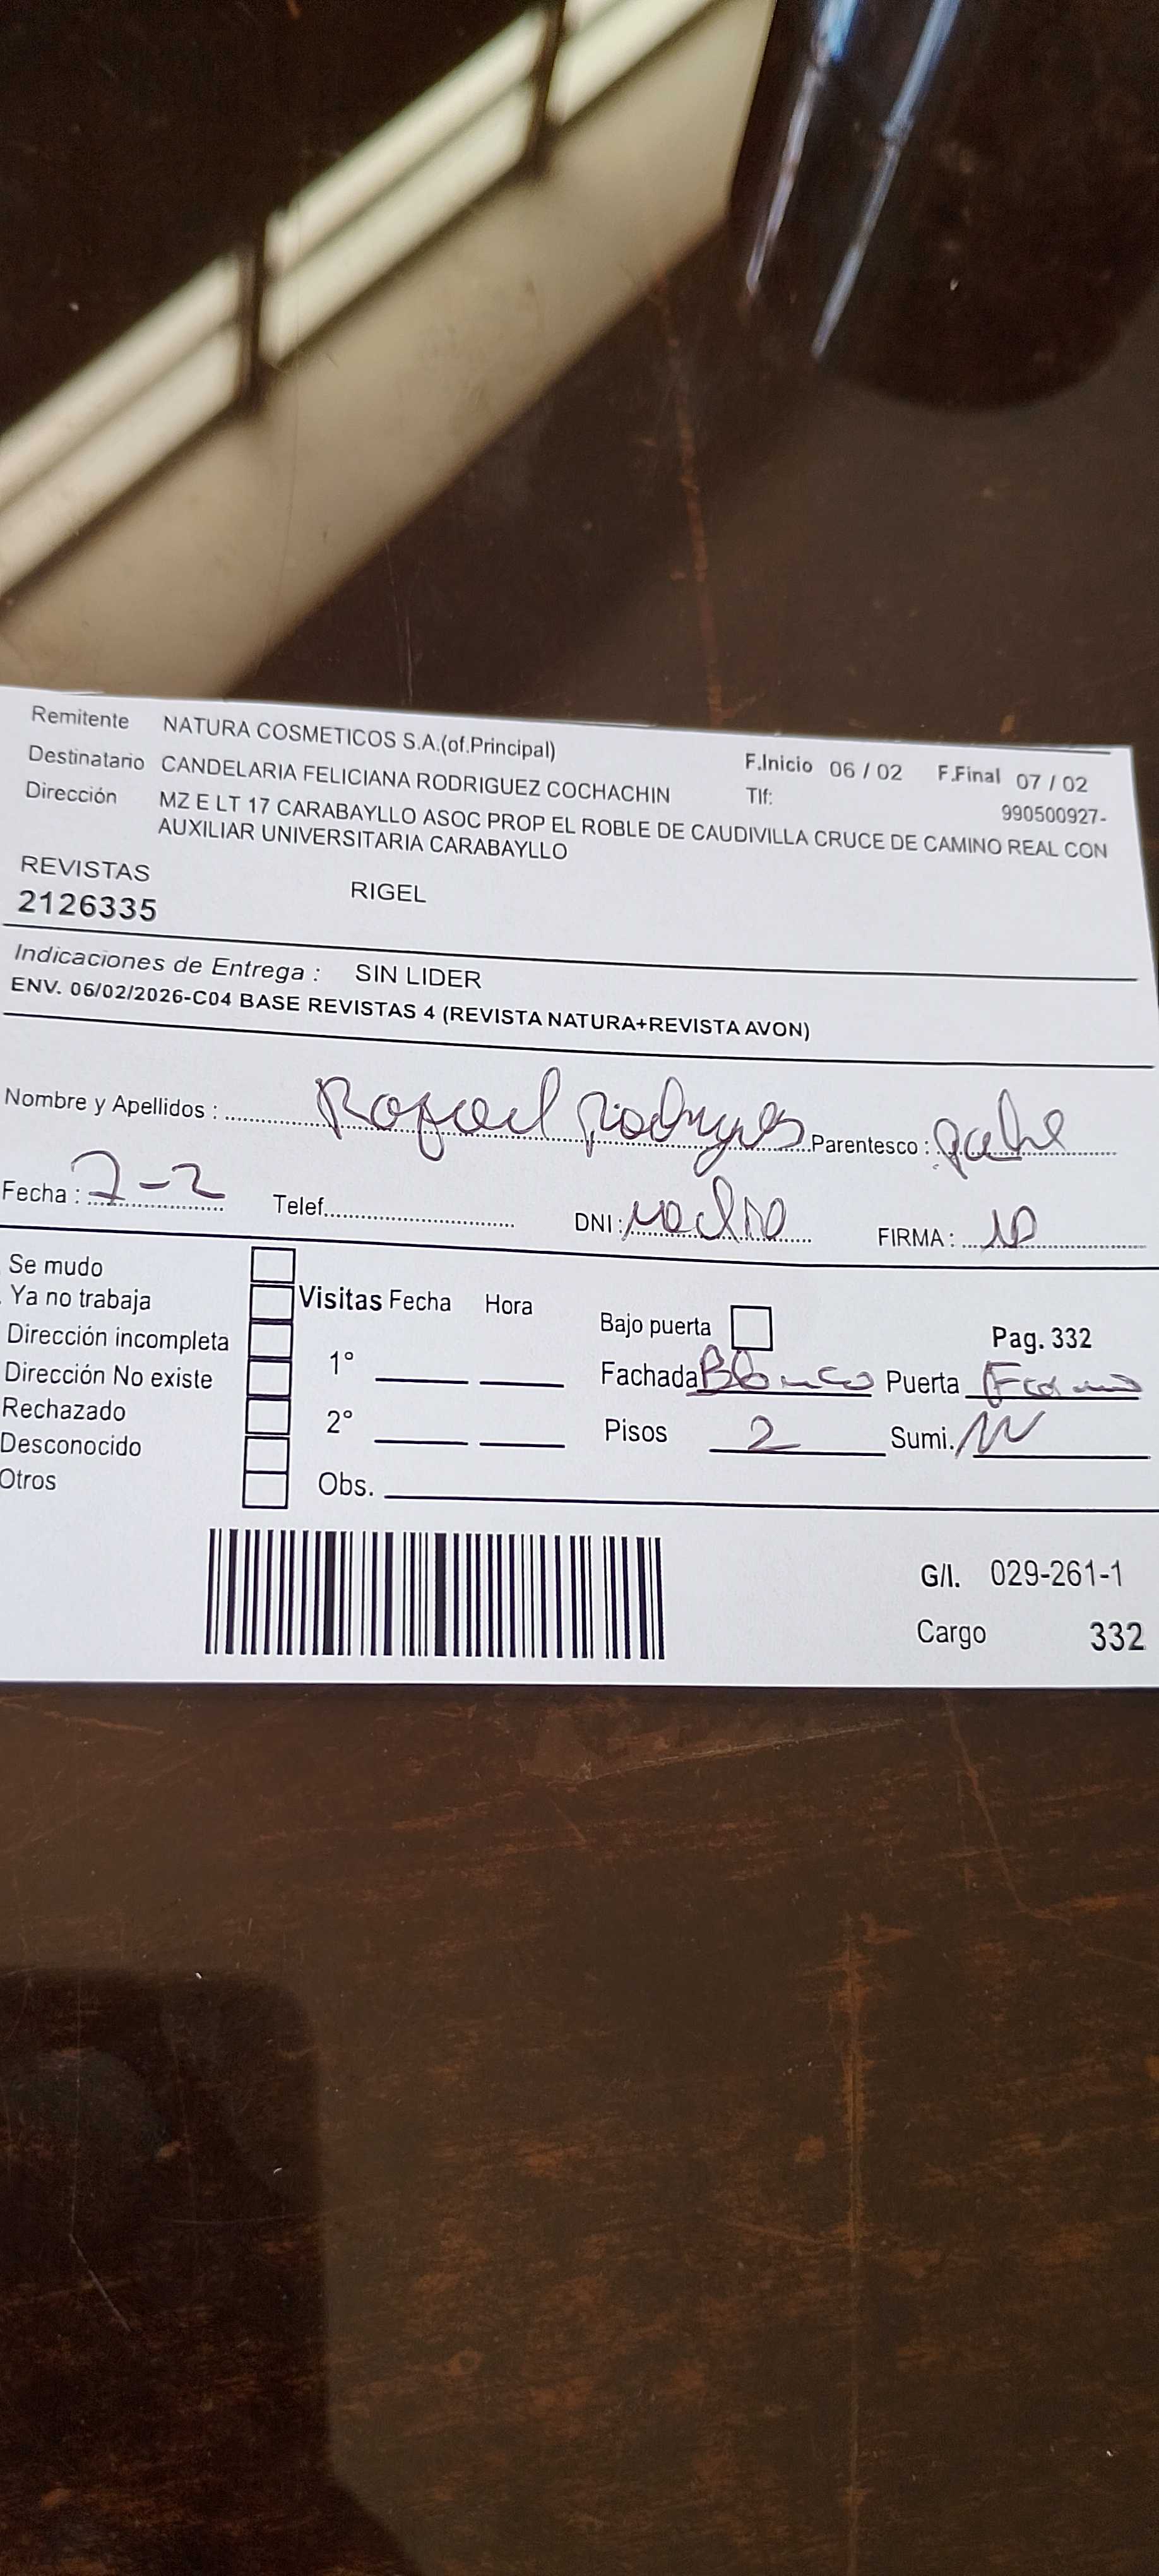 Remitente NATURA COSMETICOS S.A.(of.Principal) F.Inicio 06 / 02 F.Final 07 / 02
Destinatario CANDELARIA FELICIANA RODRIGUEZ COCHACHIN Tlf: 990500927-
Dirección MZ E LT 17 CARABAYLLO ASOC PROP EL ROBLE DE CAUDIVILLA CRUCE DE CAMINO REAL CON
AUXILIAR UNIVERSITARIA CARABAYLLO
REVISTAS RIGEL
2126335
Indicaciones de Entrega : SIN LIDER
ENV. 06/02/2026-C04 BASE REVISTAS 4 (REVISTA NATURA+REVISTA AVON)
Nombre y Apellidos : Rafael Rodrigues Parentesco :
Fecha : 7-2 Telef. DNI: FIRMA :
Se mudo
Ya no trabaja Visitas Fecha Hora Bajo puerta Pag. 332
Dirección incompleta 1° Fachada Blanco Puerta
Dirección No existe
Rechazado 2° Pisos 2 Sumi.
Desconocido
Otros Obs.
G/I. 029-261-1
Cargo 332